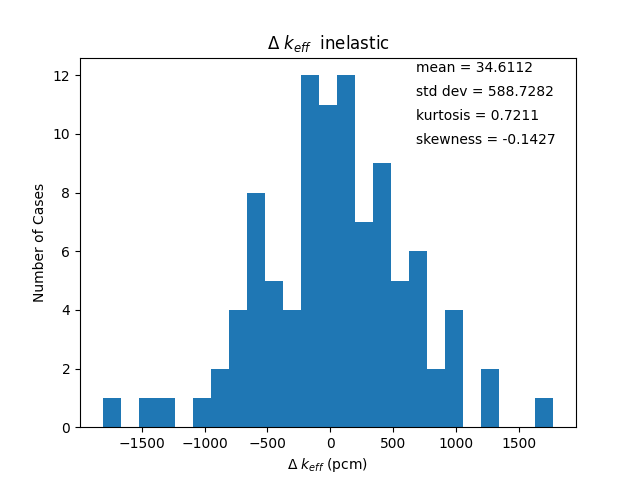 Δ k_eff inelastic
mean = 34.6112
std dev = 588.7282
kurtosis = 0.7211
skewness = -0.1427
12
10
8
6
4
2
0
Number of Cases
−1500 −1000 −500 0 500 1000 1500
Δ k_eff (pcm)